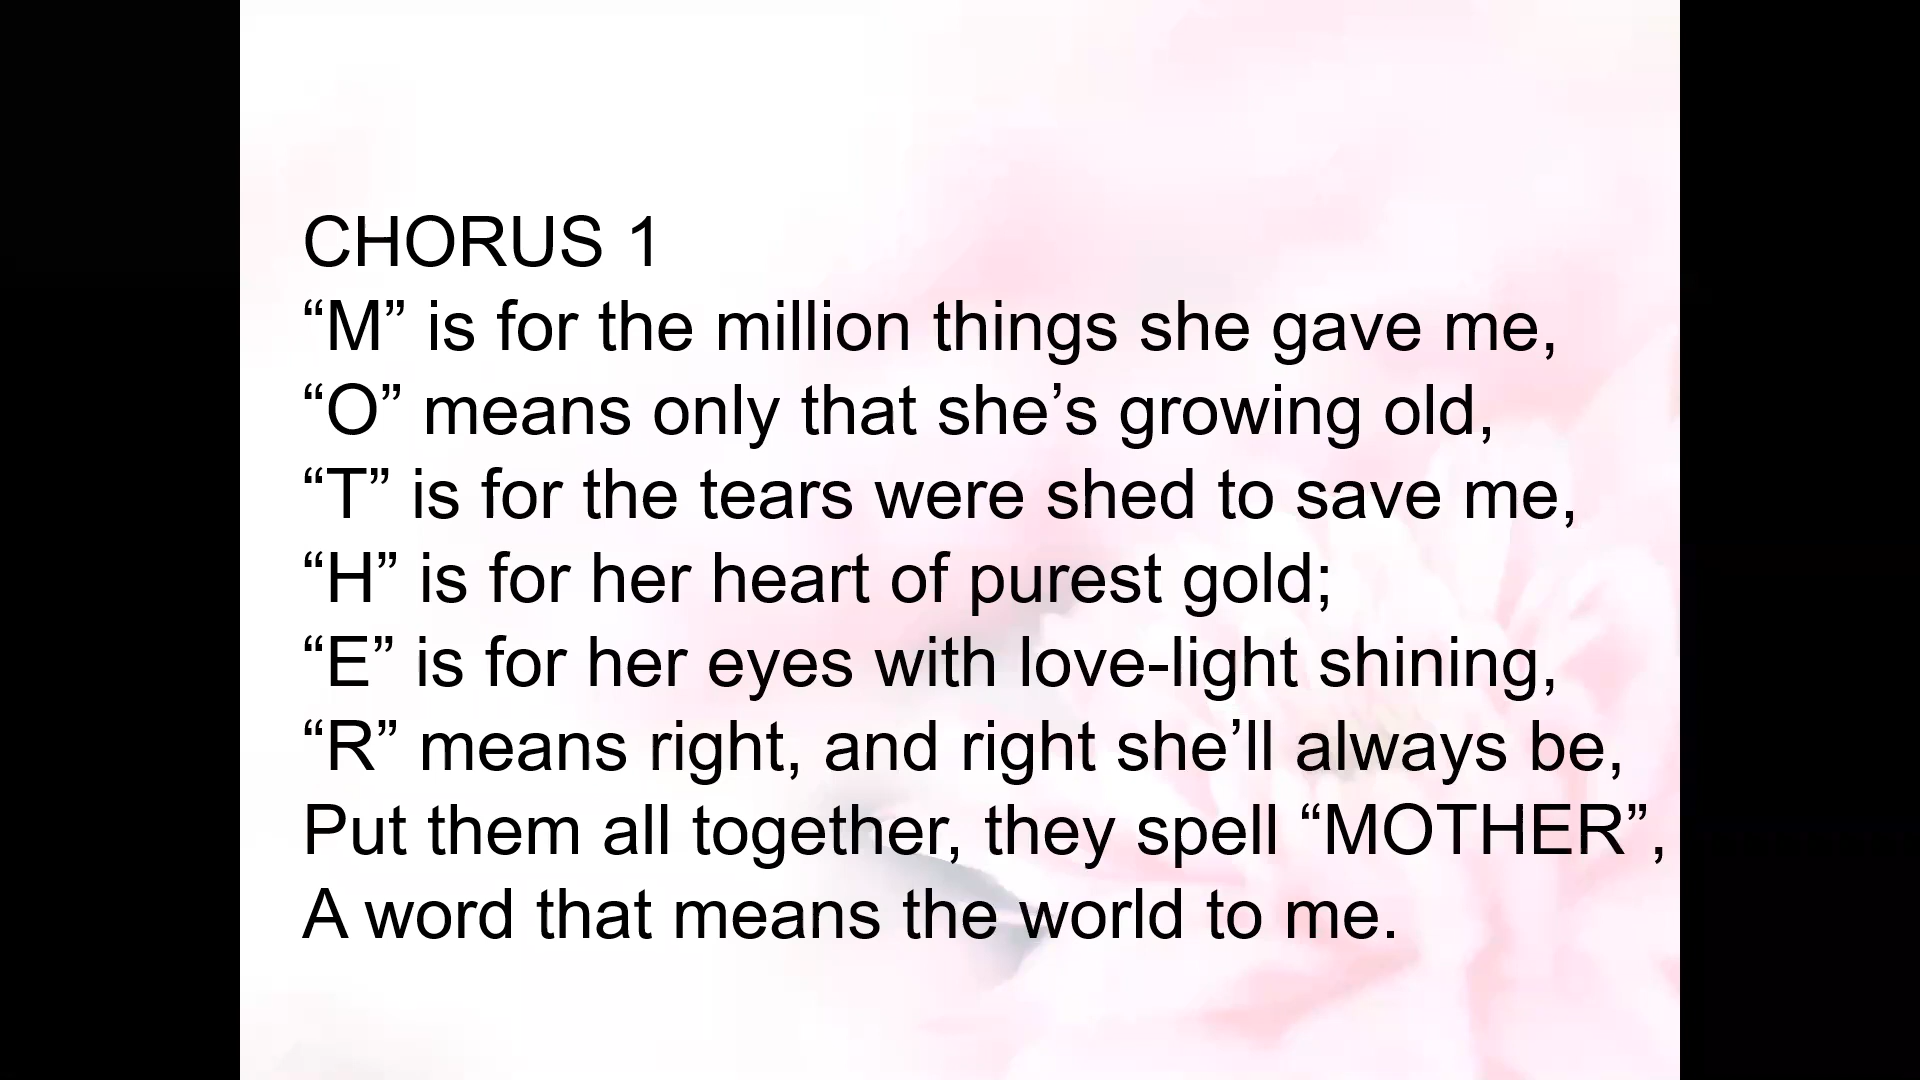 CHORUS 1
“M” is for the million things she gave me,
“O” means only that she’s growing old,
“T” is for the tears were shed to save me,
“H” is for her heart of purest gold;
“E” is for her eyes with love-light shining,
“R” means right, and right she’ll always be,
Put them all together, they spell “MOTHER”,
A word that means the world to me.